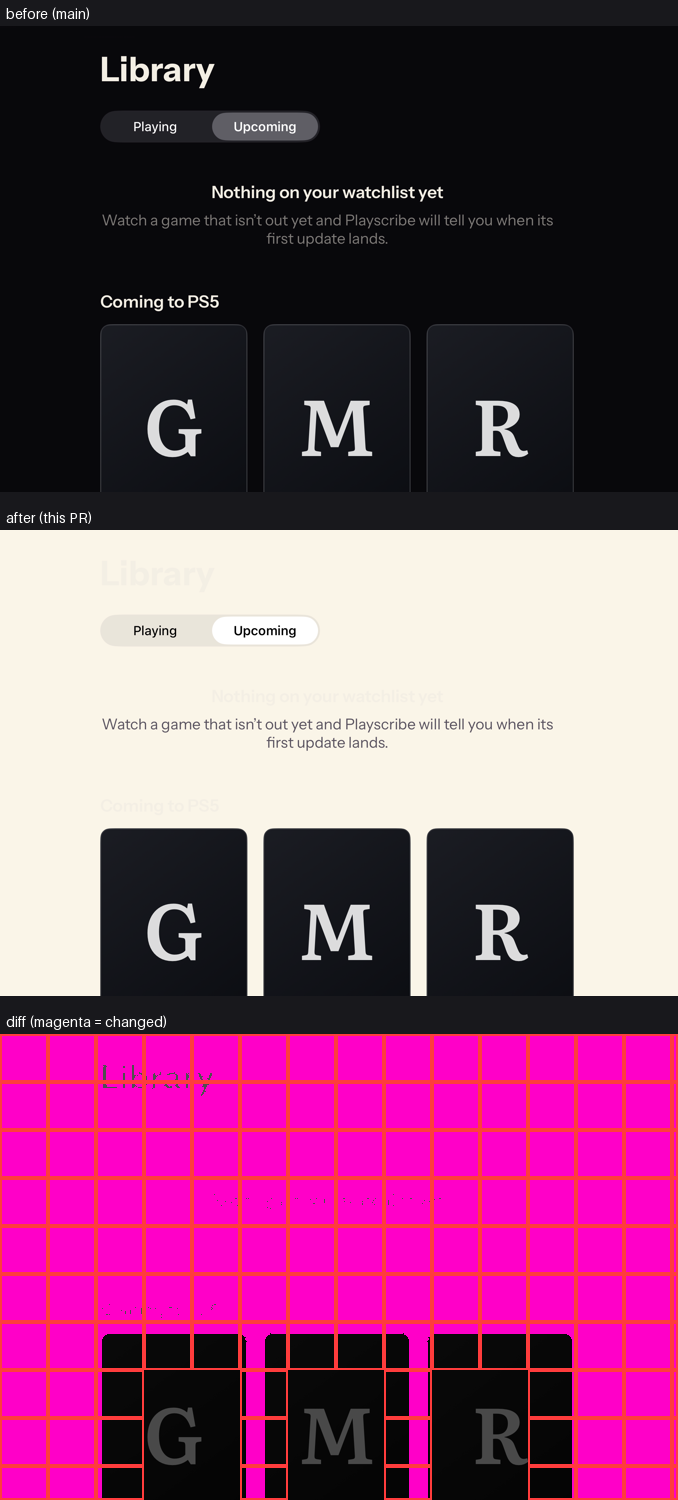 before (main)
Library
Playing
Upcoming
Nothing on your watchlist yet
Watch a game that isn't out yet and Playscribe will tell you when its
first update lands.
Coming to PS5
G
M
R
after (this PR)
Library
Playing
Upcoming
Nothing on your watchlist yet
Watch a game that isn't out yet and Playscribe will tell you when its
first update lands.
Coming to PS5
G
M
R
diff (magenta = changed)
Library
G
M
R